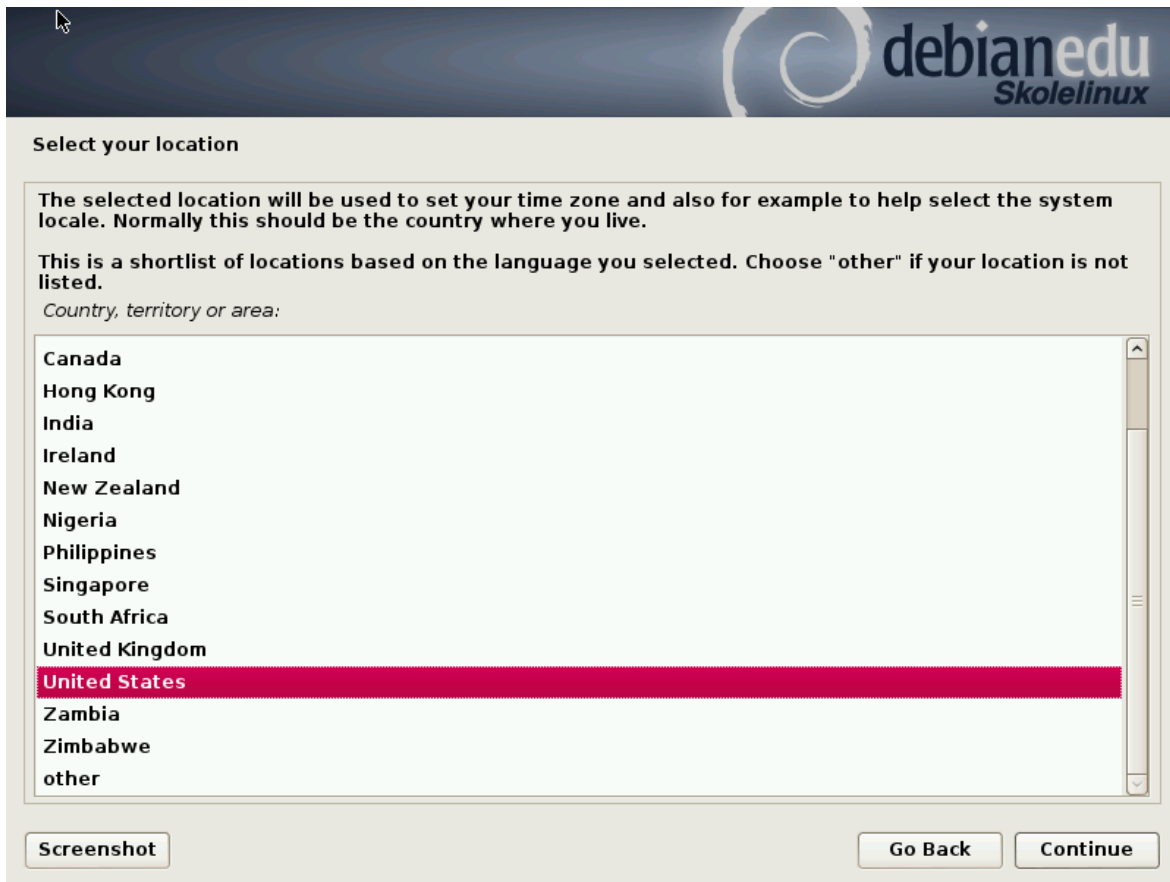 debianedu
Skolelinux
Select your location
The selected location will be used to set your time zone and also for example to help select the system
locale. Normally this should be the country where you live.
This is a shortlist of locations based on the language you selected. Choose "other" if your location is not
listed.
Country, territory or area:
Canada
Hong Kong
India
Ireland
New Zealand
Nigeria
Philippines
Singapore
South Africa
United Kingdom
United States
Zambia
Zimbabwe
other
Screenshot
Go Back
Continue